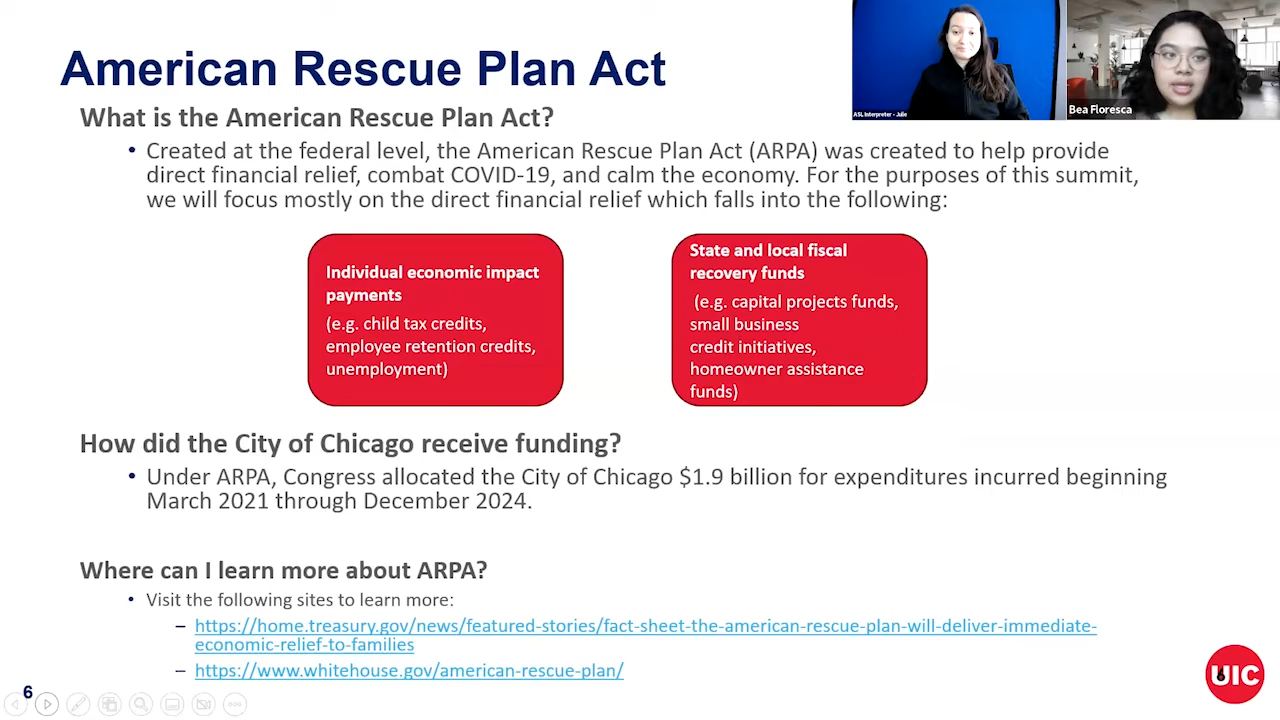 American Rescue Plan Act
ASL Interpreter - Julie
Bea Floresca
What is the American Rescue Plan Act?
• Created at the federal level, the American Rescue Plan Act (ARPA) was created to help provide
direct financial relief, combat COVID-19, and calm the economy. For the purposes of this summit,
we will focus mostly on the direct financial relief which falls into the following:
Individual economic impact
payments
(e.g. child tax credits,
employee retention credits,
unemployment)
State and local fiscal
recovery funds
(e.g. capital projects funds,
small business
credit initiatives,
homeowner assistance
funds)
How did the City of Chicago receive funding?
• Under ARPA, Congress allocated the City of Chicago $1.9 billion for expenditures incurred beginning
March 2021 through December 2024.
Where can I learn more about ARPA?
• Visit the following sites to learn more:
– https://home.treasury.gov/news/featured-stories/fact-sheet-the-american-rescue-plan-will-deliver-immediate-
economic-relief-to-families
– https://www.whitehouse.gov/american-rescue-plan/
6
UIC
6